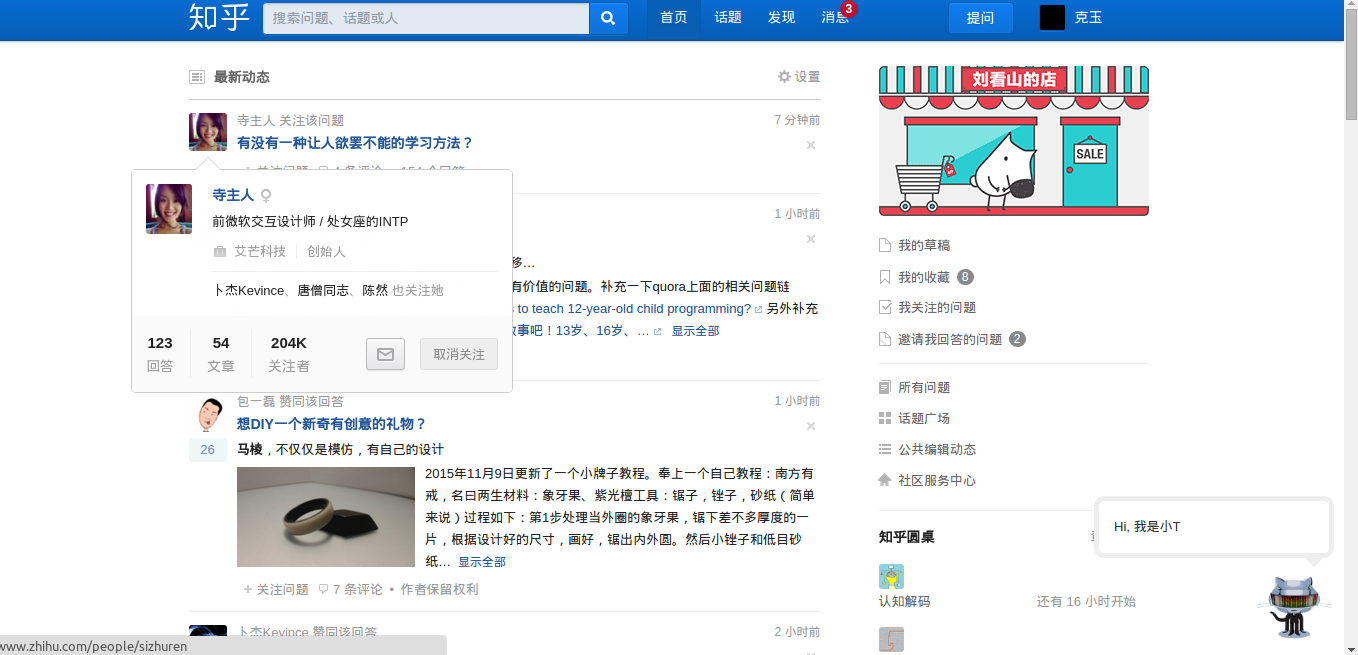 知乎
搜索问题、话题或人
首页 话题 发现 消息 3
提问
克玉
最新动态
设置
寺主人 关注该问题
7 分钟前
有没有一种让人欲罢不能的学习方法？
寺主人
前微软交互设计师 / 处女座的INTP
艾芒科技 创始人
卜杰Kevince、唐僧同志、陈然 也关注她
123 54 204K
回答 文章 关注者
取消关注
1 小时前
移…
有价值的问题。补充一下quora上面的相关问题链
s to teach 12-year-old child programming? 另外补充
故事吧！13岁、16岁、… 显示全部
包一磊 赞同该回答
1 小时前
想DIY一个新奇有创意的礼物？
26
马棱，不仅仅是模仿，有自己的设计
2015年11月9日更新了一个小牌子教程。奉上一个自己教程：南方有
戒，名曰两生材料：象牙果、紫光檀工具：锯子，锉子，砂纸（简单
来说）过程如下：第1步处理当外圈的象牙果，锯下差不多厚度的一
片，根据设计好的尺寸，画好，锯出内外圆。然后小锉子和低目砂
纸… 显示全部
关注问题 7 条评论 • 作者保留权利
卜杰Kevince 赞同该回答
2 小时前
www.zhihu.com/people/sizhuren
刘看山的店
SALE
我的草稿
我的收藏 8
我关注的问题
邀请我回答的问题 2
所有问题
话题广场
公共编辑动态
社区服务中心
知乎圆桌
认知解码
还有 16 小时开始
Hi, 我是小T